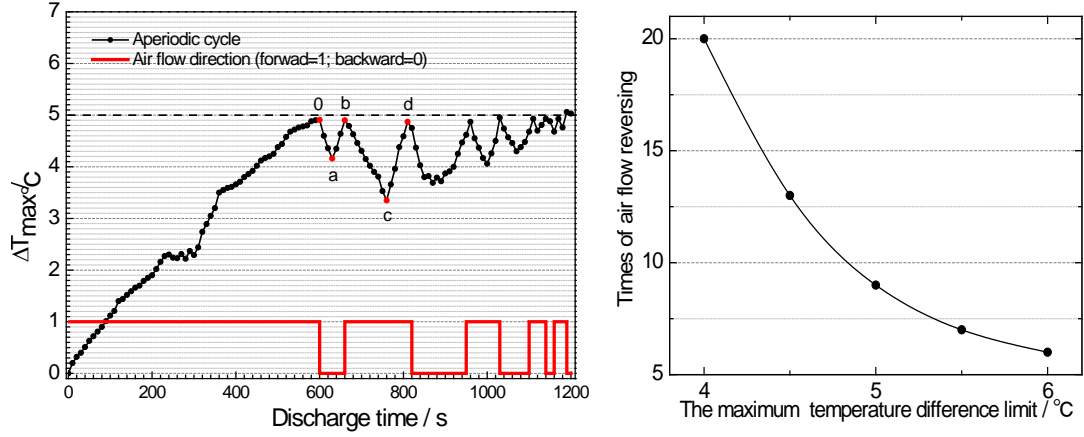 7
6
5
4
3
2
1
0
ΔTmax/°C
Aperiodic cycle
Air flow direction (forwad=1; backward=0)
0
b
d
a
c
0 200 400 600 800 1000 1200
Discharge time / s
20
15
10
5
Times of air flow reversing
4 5 6
The maximum temperature difference limit / °C